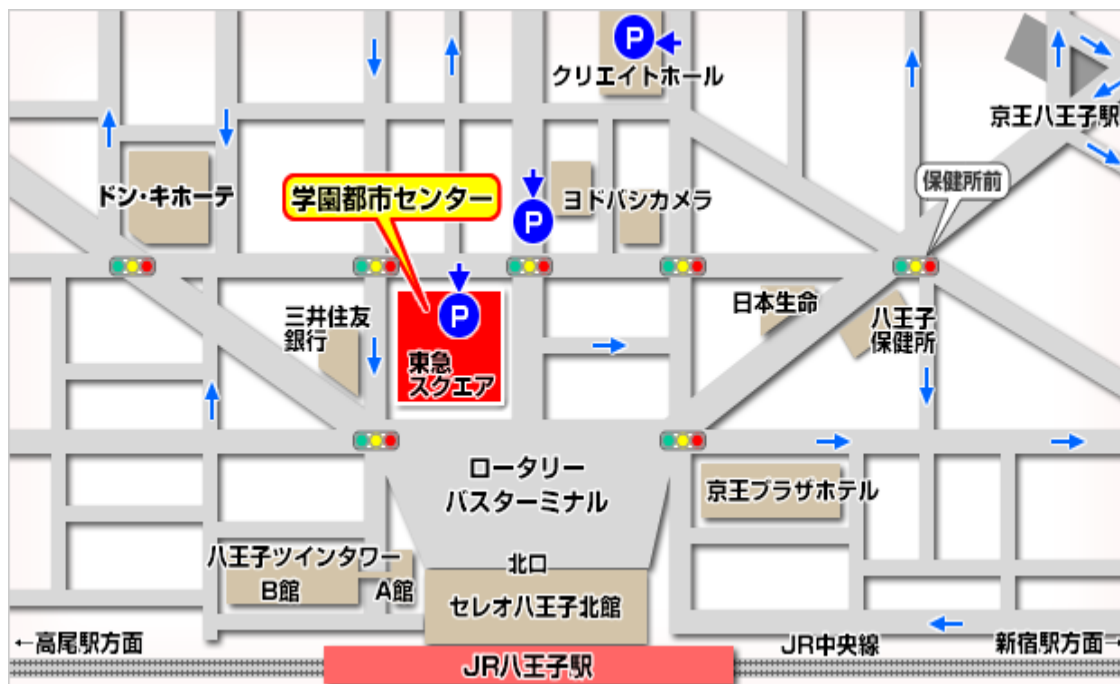 P
クリエイトホール
京王八王子駅
ドン・キホーテ
学園都市センター
P
ヨドバシカメラ
保健所前
P
東急
スクエア
三井住友
銀行
日本生命
八王子
保健所
ロータリー
バスターミナル
京王プラザホテル
八王子ツインタワー
B館
A館
北口
セレオ八王子北館
←高尾駅方面
JR八王子駅
JR中央線
新宿駅方面→